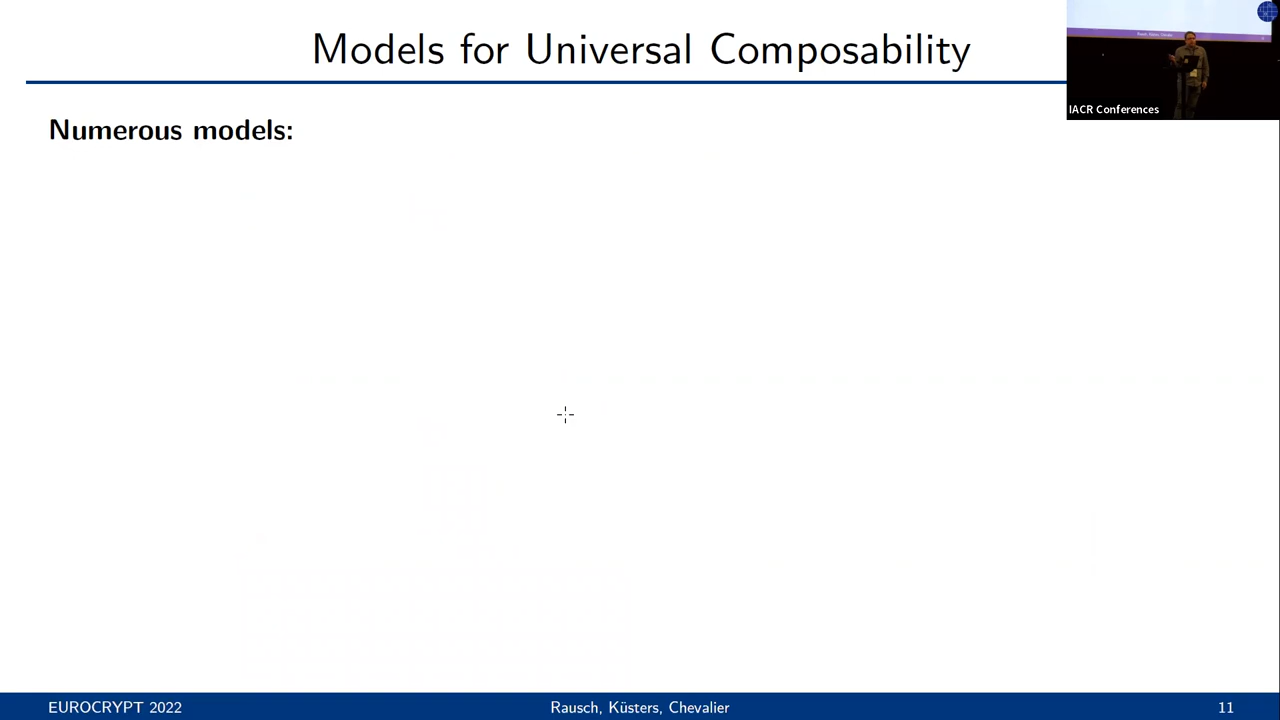 Models for Universal Composability
IACR Conferences
Numerous models:
EUROCRYPT 2022
Rausch, Küsters, Chevalier
11